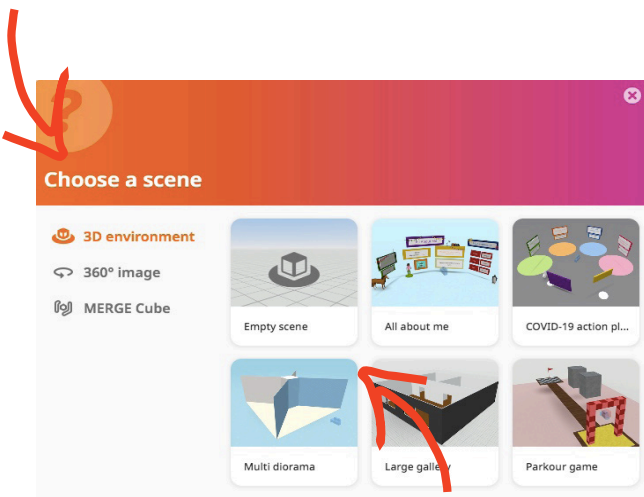 ?
Choose a scene
3D environment
360° image
MERGE Cube
Empty scene
All about me
COVID-19 action pl...
Multi diorama
Large gallery
Parkour game